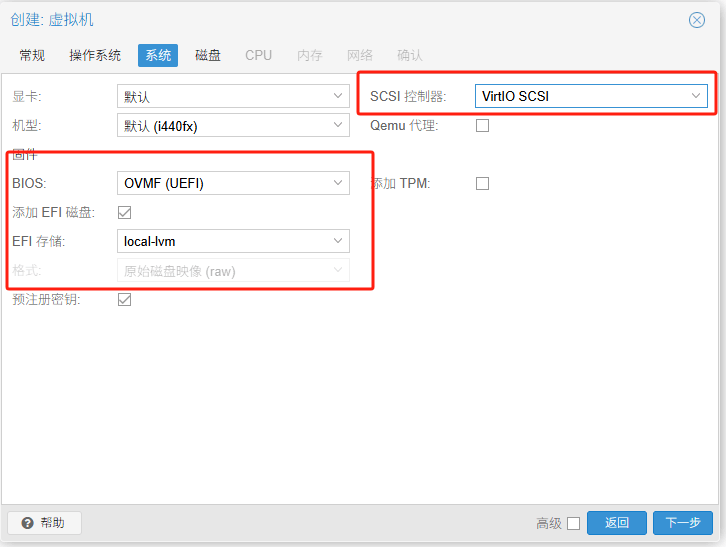 创建: 虚拟机
常规 操作系统 系统 磁盘 CPU 内存 网络 确认
显卡: 默认 SCSI 控制器: VirtIO SCSI
机型: 默认 (i440fx) Qemu 代理:
固件
BIOS: OVMF (UEFI) 添加 TPM:
添加 EFI 磁盘:
EFI 存储: local-lvm
格式: 原始磁盘映像 (raw)
预注册密钥:
帮助 高级 返回 下一步